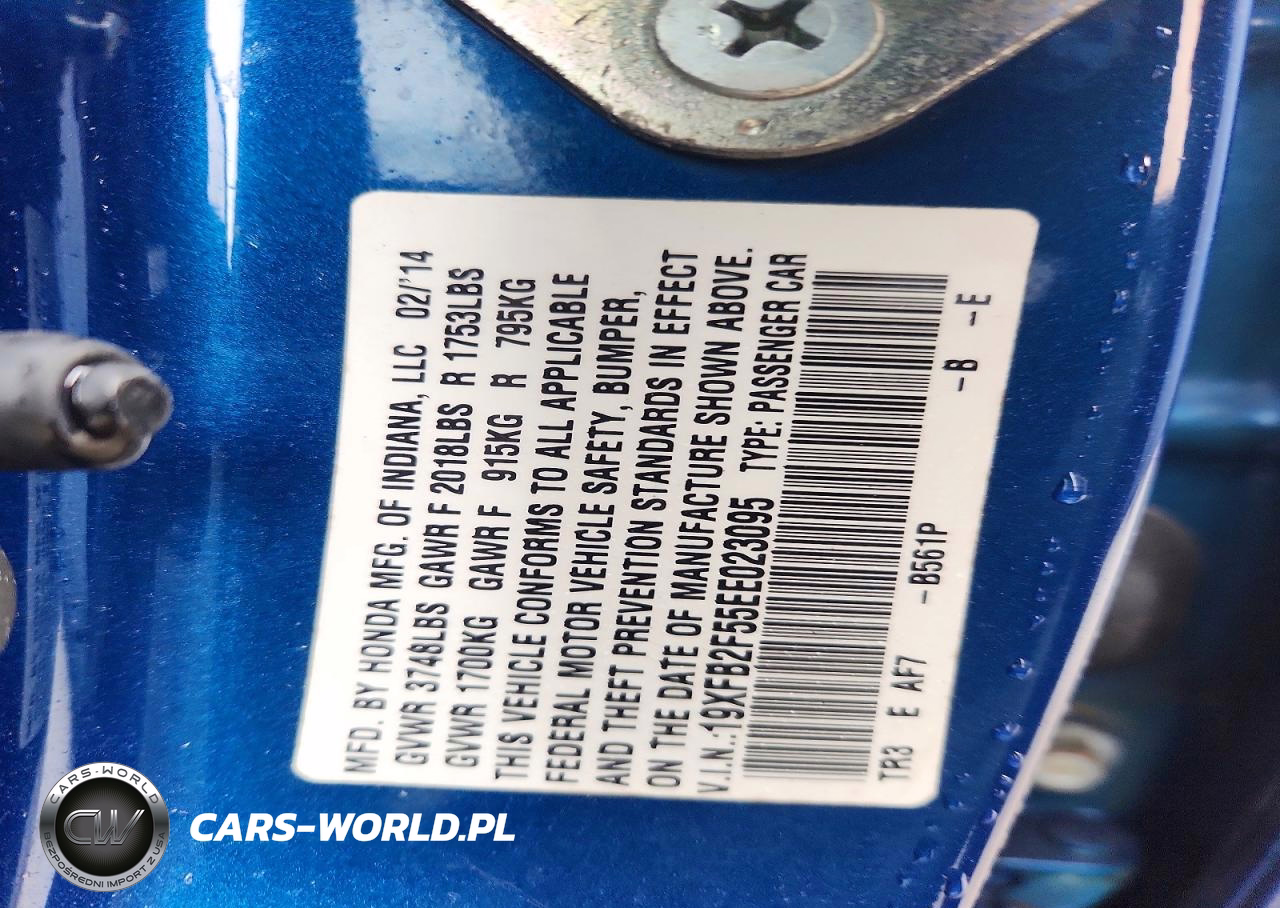 MFD. BY HONDA MFG. OF INDIANA, LLC 02/'14
GVWR 3748LBS GAWR F 2018LBS R 1753LBS
GVWR 1700KG GAWR F 915KG R 795KG
THIS VEHICLE CONFORMS TO ALL APPLICABLE
FEDERAL MOTOR VEHICLE SAFETY, BUMPER,
AND THEFT PREVENTION STANDARDS IN EFFECT
ON THE DATE OF MANUFACTURE SHOWN ABOVE.
V.I.N.:19XFB2F55EE023095 TYPE: PASSENGER CAR
TR3 E AF7 -B561P -B -E
CARS-WORLD
CW
BEZPOŚREDNI IMPORT Z USA
CARS-WORLD.PL